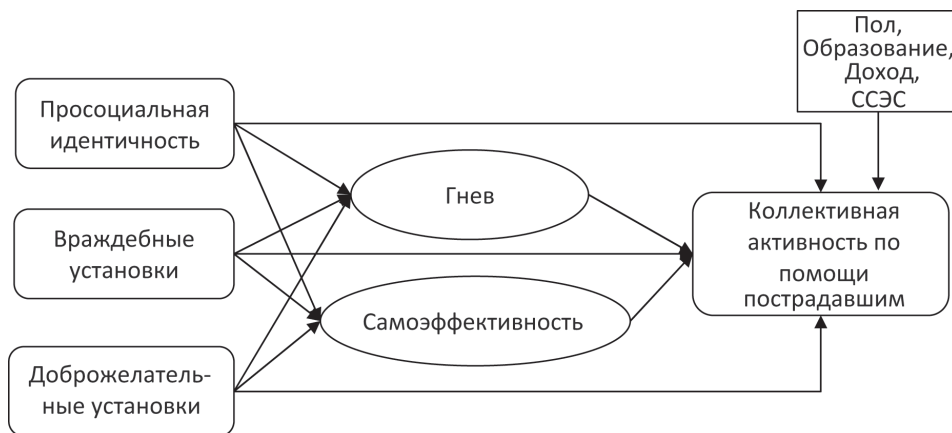 Пол,
Образование,
Доход,
ССЭС
Просоциальная
идентичность
Гнев
Враждебные
установки
Коллективная
активность по
помощи
пострадавшим
Самоэффективность
Доброжелатель-
ные установки